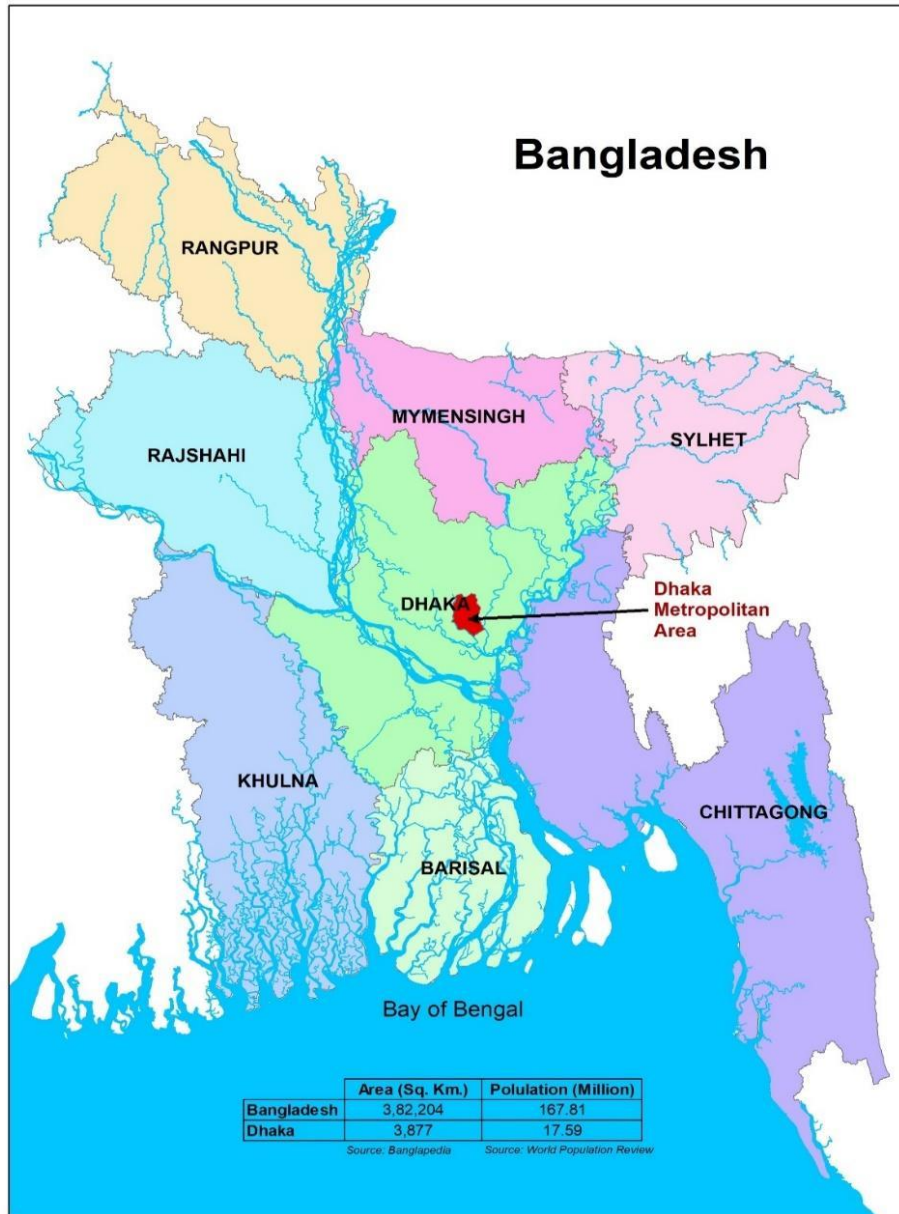 Bangladesh
RANGPUR
MYMENSINGH
SYLHET
RAJSHAHI
Dhaka
Metropolitan
Area
DHAKA
KHULNA
CHITTAGONG
BARISAL
Bay of Bengal
Area (Sq. Km.) Polulation (Million)
Bangladesh 3,82,204 167.81
Dhaka 3,877 17.59
Source: Banglapedia Source: World Population Review